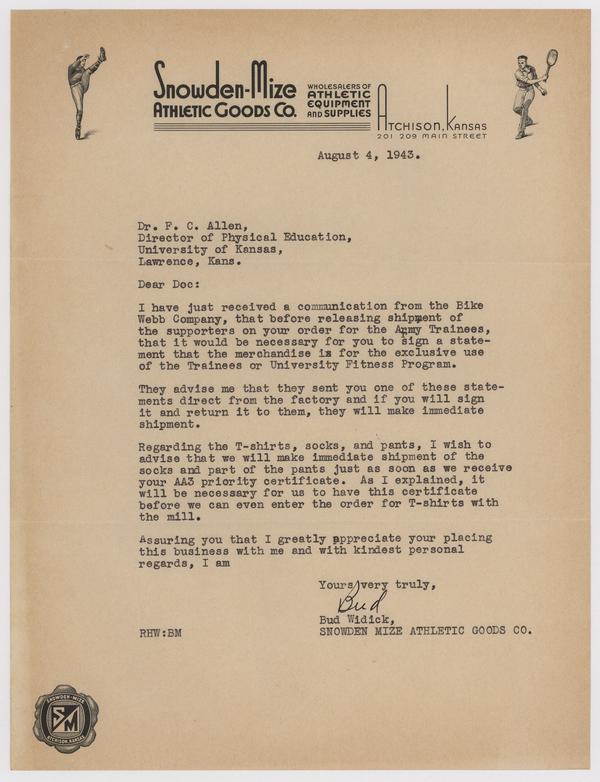 Snowden-Mize
ATHLETIC GOODS CO.
WHOLESALERS OF
ATHLETIC
EQUIPMENT
AND SUPPLIES
ATCHISON, KANSAS
201 209 MAIN STREET
August 4, 1943.
Dr. F. C. Allen,
Director of Physical Education,
University of Kansas,
Lawrence, Kans.
Dear Doc:
I have just received a communication from the Bike
Webb Company, that before releasing shipment of
the supporters on your order for the Army Trainees,
that it would be necessary for you to sign a state-
ment that the merchandise is for the exclusive use
of the Trainees or University Fitness Program.
They advise me that they sent you one of these state-
ments direct from the factory and if you will sign
it and return it to them, they will make immediate
shipment.
Regarding the T-shirts, socks, and pants, I wish to
advise that we will make immediate shipment of the
socks and part of the pants just as soon as we receive
your AA3 priority certificate.  As I explained, it
will be necessary for us to have this certificate
before we can even enter the order for T-shirts with
the mill.
Assuring you that I greatly appreciate your placing
this business with me and with kindest personal
regards, I am
Yours very truly,
Bud
Bud Widick,
RHW:BM SNOWDEN MIZE ATHLETIC GOODS CO.
SNOWDEN-MIZE
SM
ATCHISON, KANSAS